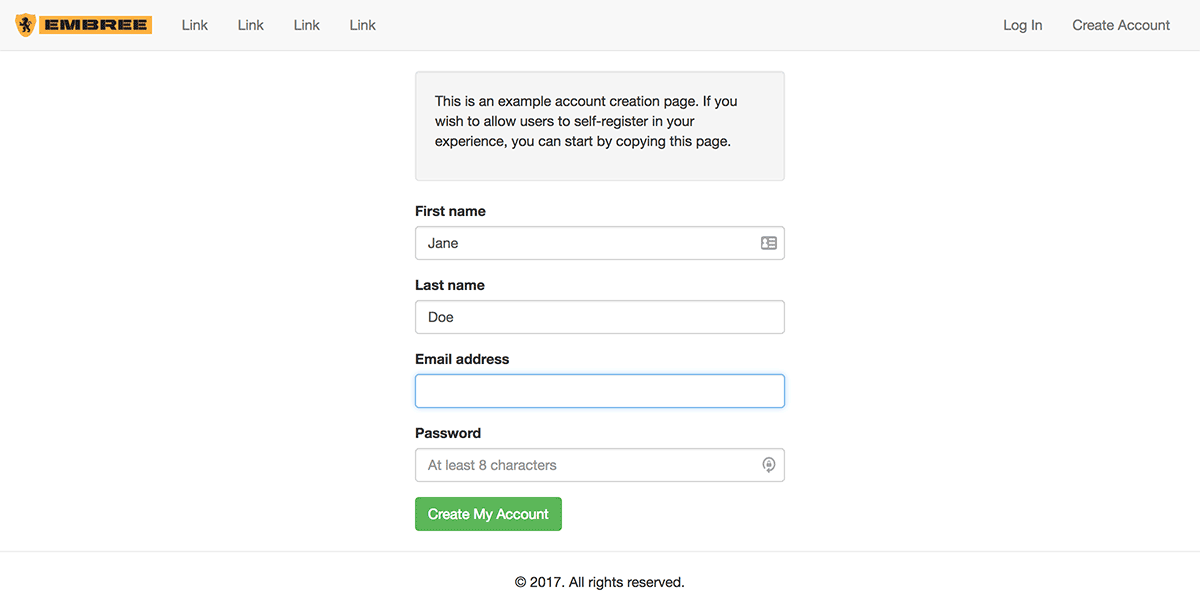 EMBREE Link Link Link Link Log In Create Account
This is an example account creation page. If you
wish to allow users to self-register in your
experience, you can start by copying this page.
First name
Jane
Last name
Doe
Email address
Password
At least 8 characters
Create My Account
© 2017. All rights reserved.